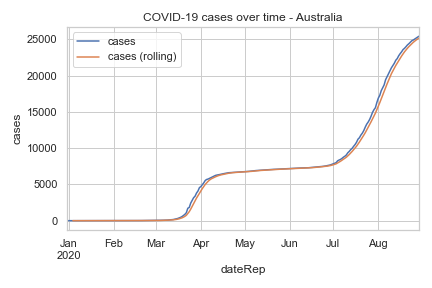 COVID-19 cases over time - Australia
cases
cases (rolling)
25000
20000
15000
10000
5000
0
cases
Jan Feb Mar Apr May Jun Jul Aug
2020
dateRep